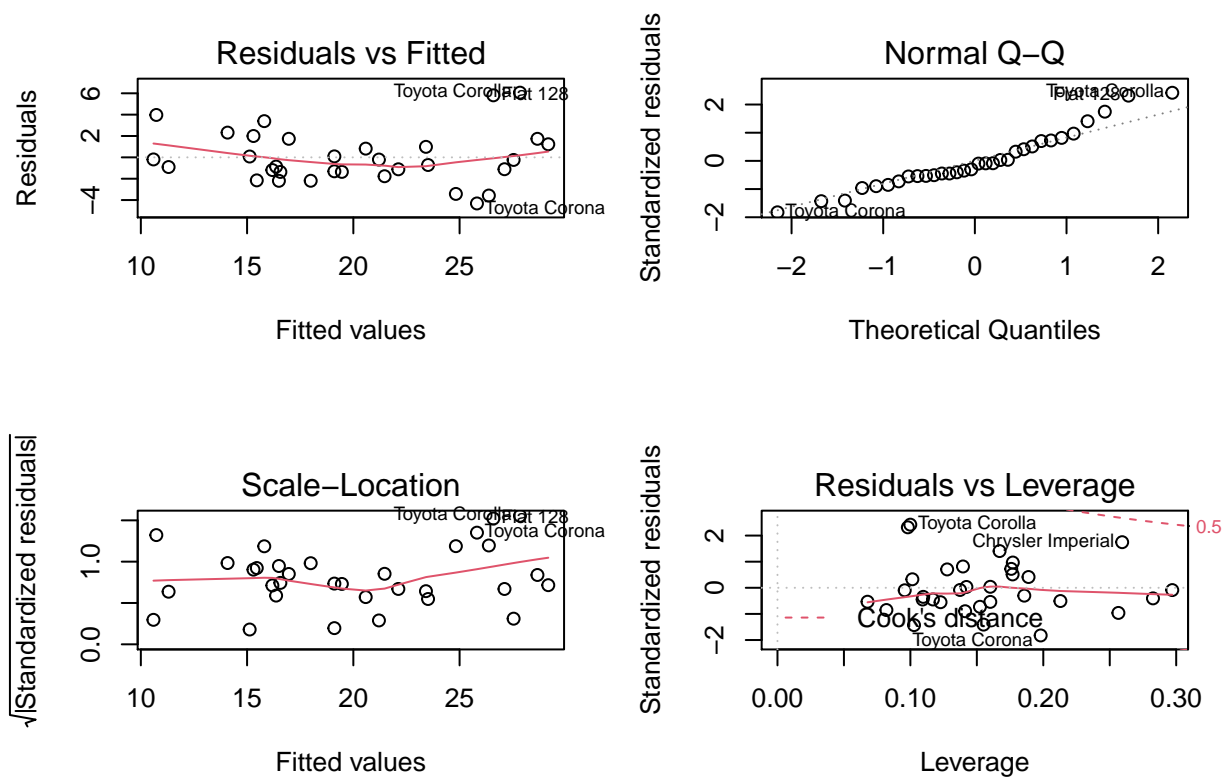 Residuals vs Fitted
Residuals
6
2
−4
Toyota Corolla
Fiat 128
Toyota Corona
10
15
20
25
Fitted values
Normal Q−Q
Standardized residuals
2
0
−2
Toyota Corolla
Fiat 128
Toyota Corona
−2
−1
0
1
2
Theoretical Quantiles
Scale−Location
√|Standardized residuals|
1.0
0.0
Toyota Corolla
Fiat 128
Toyota Corona
10
15
20
25
Fitted values
Residuals vs Leverage
Standardized residuals
2
0
−2
Toyota Corolla
Chrysler Imperial
0.5
Cook's distance
Toyota Corona
0.00
0.10
0.20
0.30
Leverage